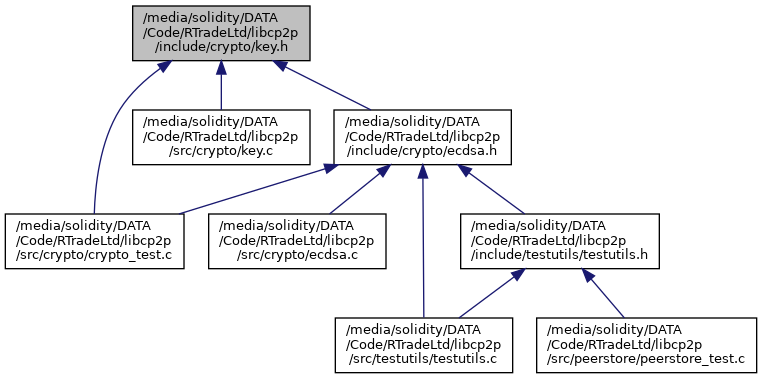 /media/solidity/DATA
/Code/RTradeLtd/libcp2p
/include/crypto/key.h
/media/solidity/DATA
/Code/RTradeLtd/libcp2p
/src/crypto/key.c
/media/solidity/DATA
/Code/RTradeLtd/libcp2p
/include/crypto/ecdsa.h
/media/solidity/DATA
/Code/RTradeLtd/libcp2p
/src/crypto/crypto_test.c
/media/solidity/DATA
/Code/RTradeLtd/libcp2p
/src/crypto/ecdsa.c
/media/solidity/DATA
/Code/RTradeLtd/libcp2p
/include/testutils/testutils.h
/media/solidity/DATA
/Code/RTradeLtd/libcp2p
/src/testutils/testutils.c
/media/solidity/DATA
/Code/RTradeLtd/libcp2p
/src/peerstore/peerstore_test.c